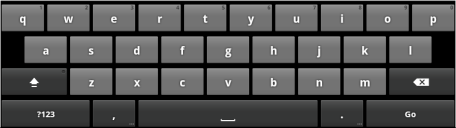 q w e r t y u i o p
a s d f g h j k l
z x c v b n m
?123 , . Go